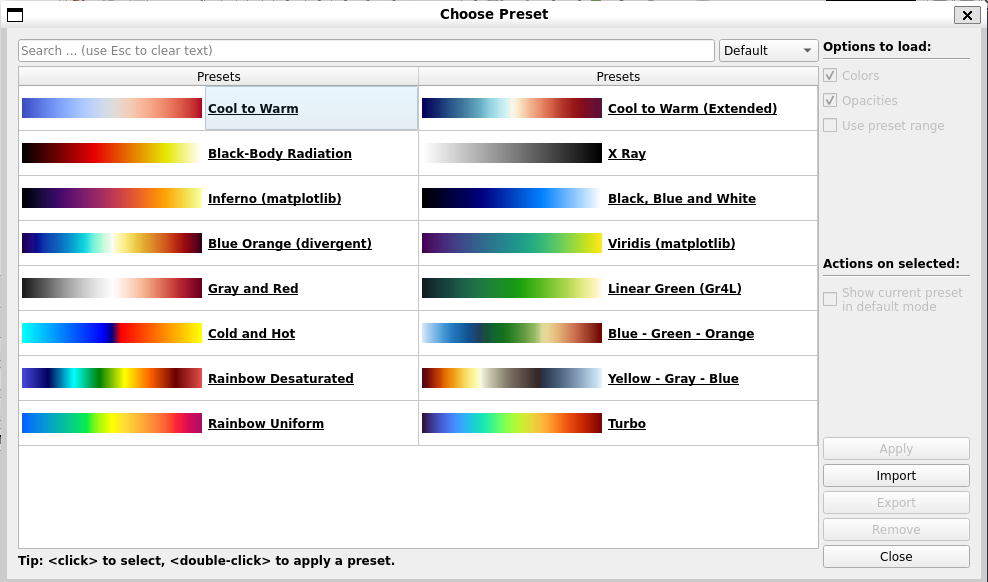 Choose Preset
Search ... (use Esc to clear text)
Default
Options to load:
Presets
Presets
Colors
Cool to Warm
Cool to Warm (Extended)
Opacities
Use preset range
Black-Body Radiation
X Ray
Inferno (matplotlib)
Black, Blue and White
Blue Orange (divergent)
Viridis (matplotlib)
Actions on selected:
Gray and Red
Linear Green (Gr4L)
Show current preset
in default mode
Cold and Hot
Blue - Green - Orange
Rainbow Desaturated
Yellow - Gray - Blue
Rainbow Uniform
Turbo
Apply
Import
Export
Remove
Close
Tip: <click> to select, <double-click> to apply a preset.